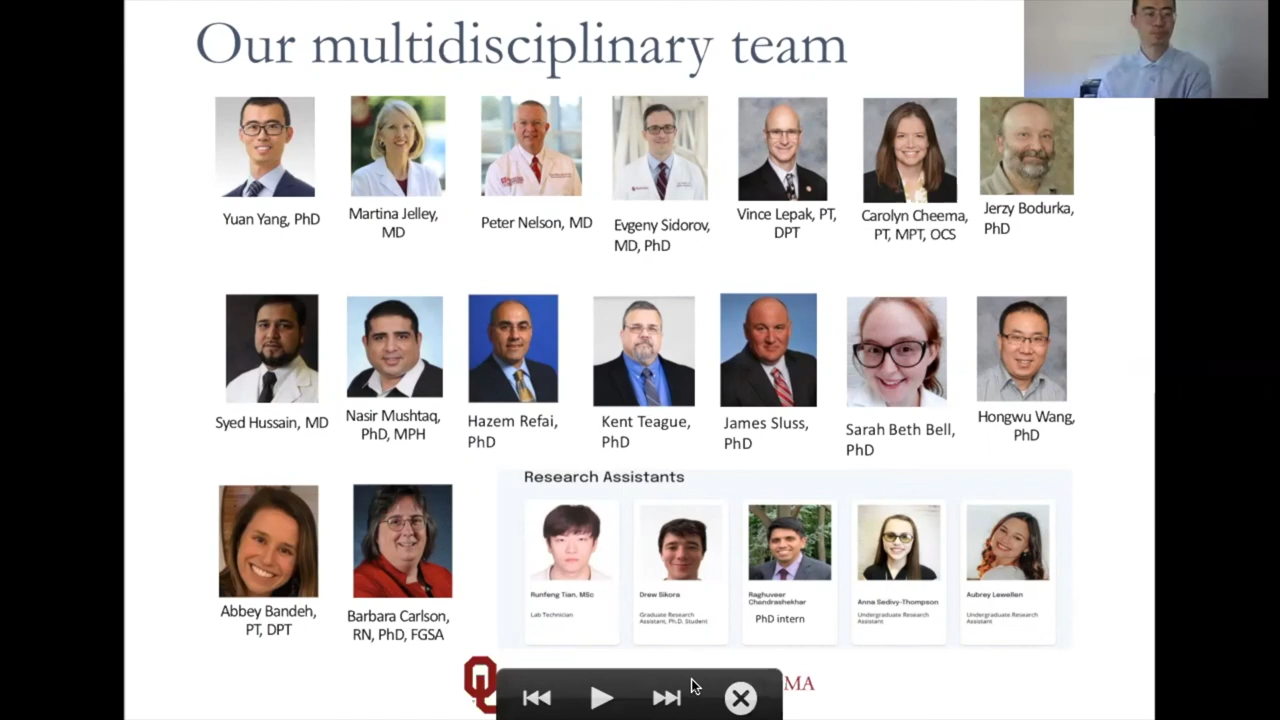 Our multidisciplinary team
Yuan Yang, PhD
Martina Jelley,
MD
Peter Nelson, MD
Evgeny Sidorov,
MD, PhD
Vince Lepak, PT,
DPT
Carolyn Cheema,
PT, MPT, OCS
Jerzy Bodurka,
PhD
Syed Hussain, MD
Nasir Mushtaq,
PhD, MPH
Hazem Refai,
PhD
Kent Teague,
PhD
James Sluss,
PhD
Sarah Beth Bell,
PhD
Hongwu Wang,
PhD
Abbey Bandeh,
PT, DPT
Barbara Carlson,
RN, PhD, FGSA
Research Assistants
Runfeng Tian, MSc
Lab Technician
Drew Sikora
Graduate Research
Assistant, Ph.D. Student
Raghuveer
Chandrashekhar
PhD intern
Anna Sedivy-Thompson
Undergraduate Research
Assistant
Aubrey Lewellen
Undergraduate Research
Assistant
MA